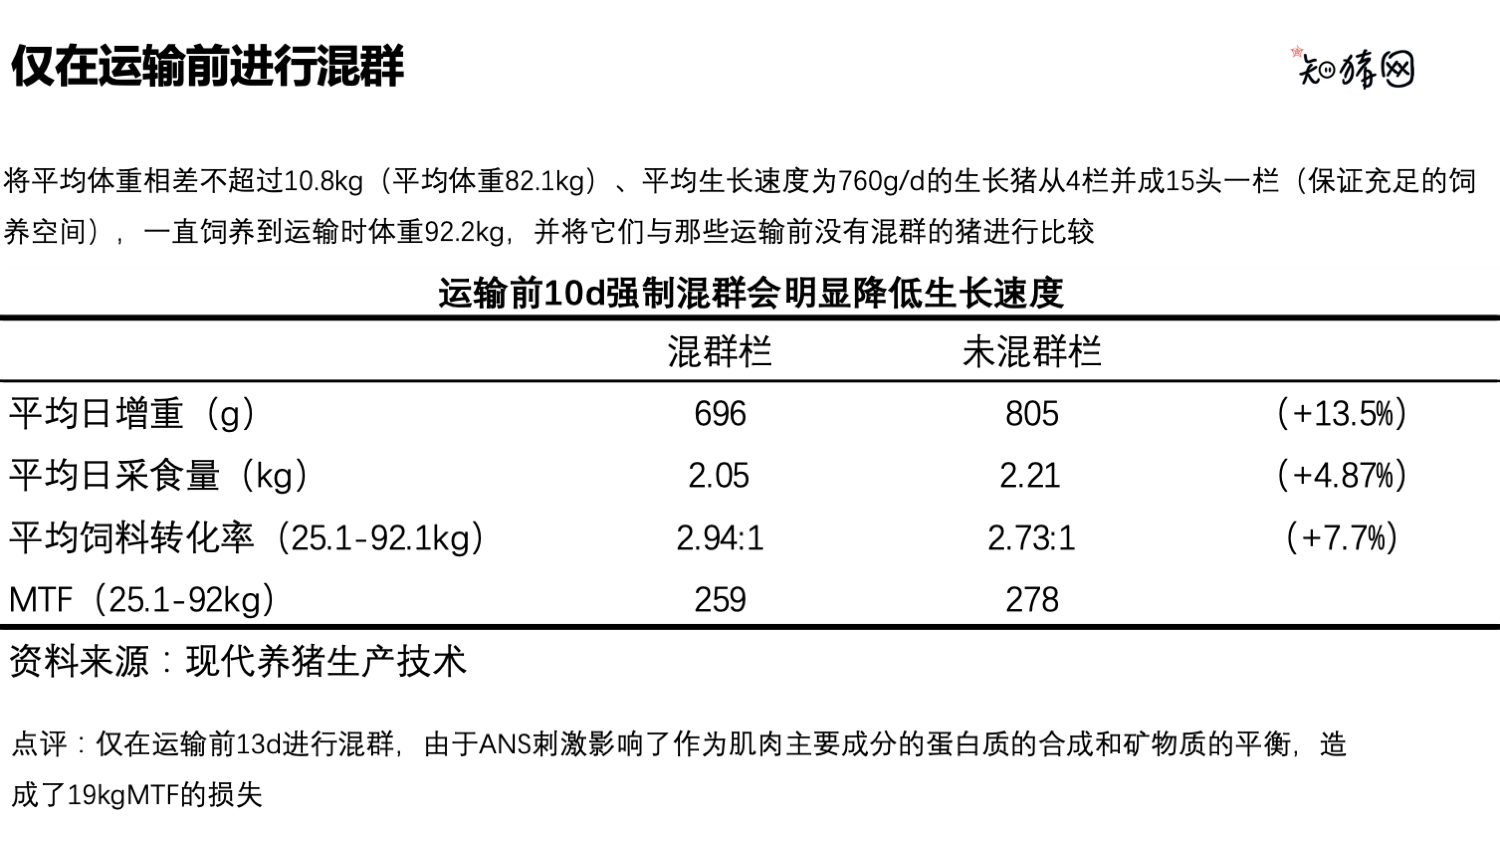 仅在运输前进行混群
知猪网
将平均体重相差不超过10.8kg（平均体重82.1kg）、平均生长速度为760g/d的生长猪从4栏并成15头一栏（保证充足的饲
养空间），一直饲养到运输时体重92.2kg，并将它们与那些运输前没有混群的猪进行比较
运输前10d强制混群会明显降低生长速度
混群栏 未混群栏
平均日增重（g） 696 805 （+13.5%）
平均日采食量（kg） 2.05 2.21 （+4.87%）
平均饲料转化率（25.1-92.1kg） 2.94:1 2.73:1 （+7.7%）
MTF（25.1-92kg） 259 278
资料来源：现代养猪生产技术
点评：仅在运输前13d进行混群，由于ANS刺激影响了作为肌肉主要成分的蛋白质的合成和矿物质的平衡，造
成了19kgMTF的损失